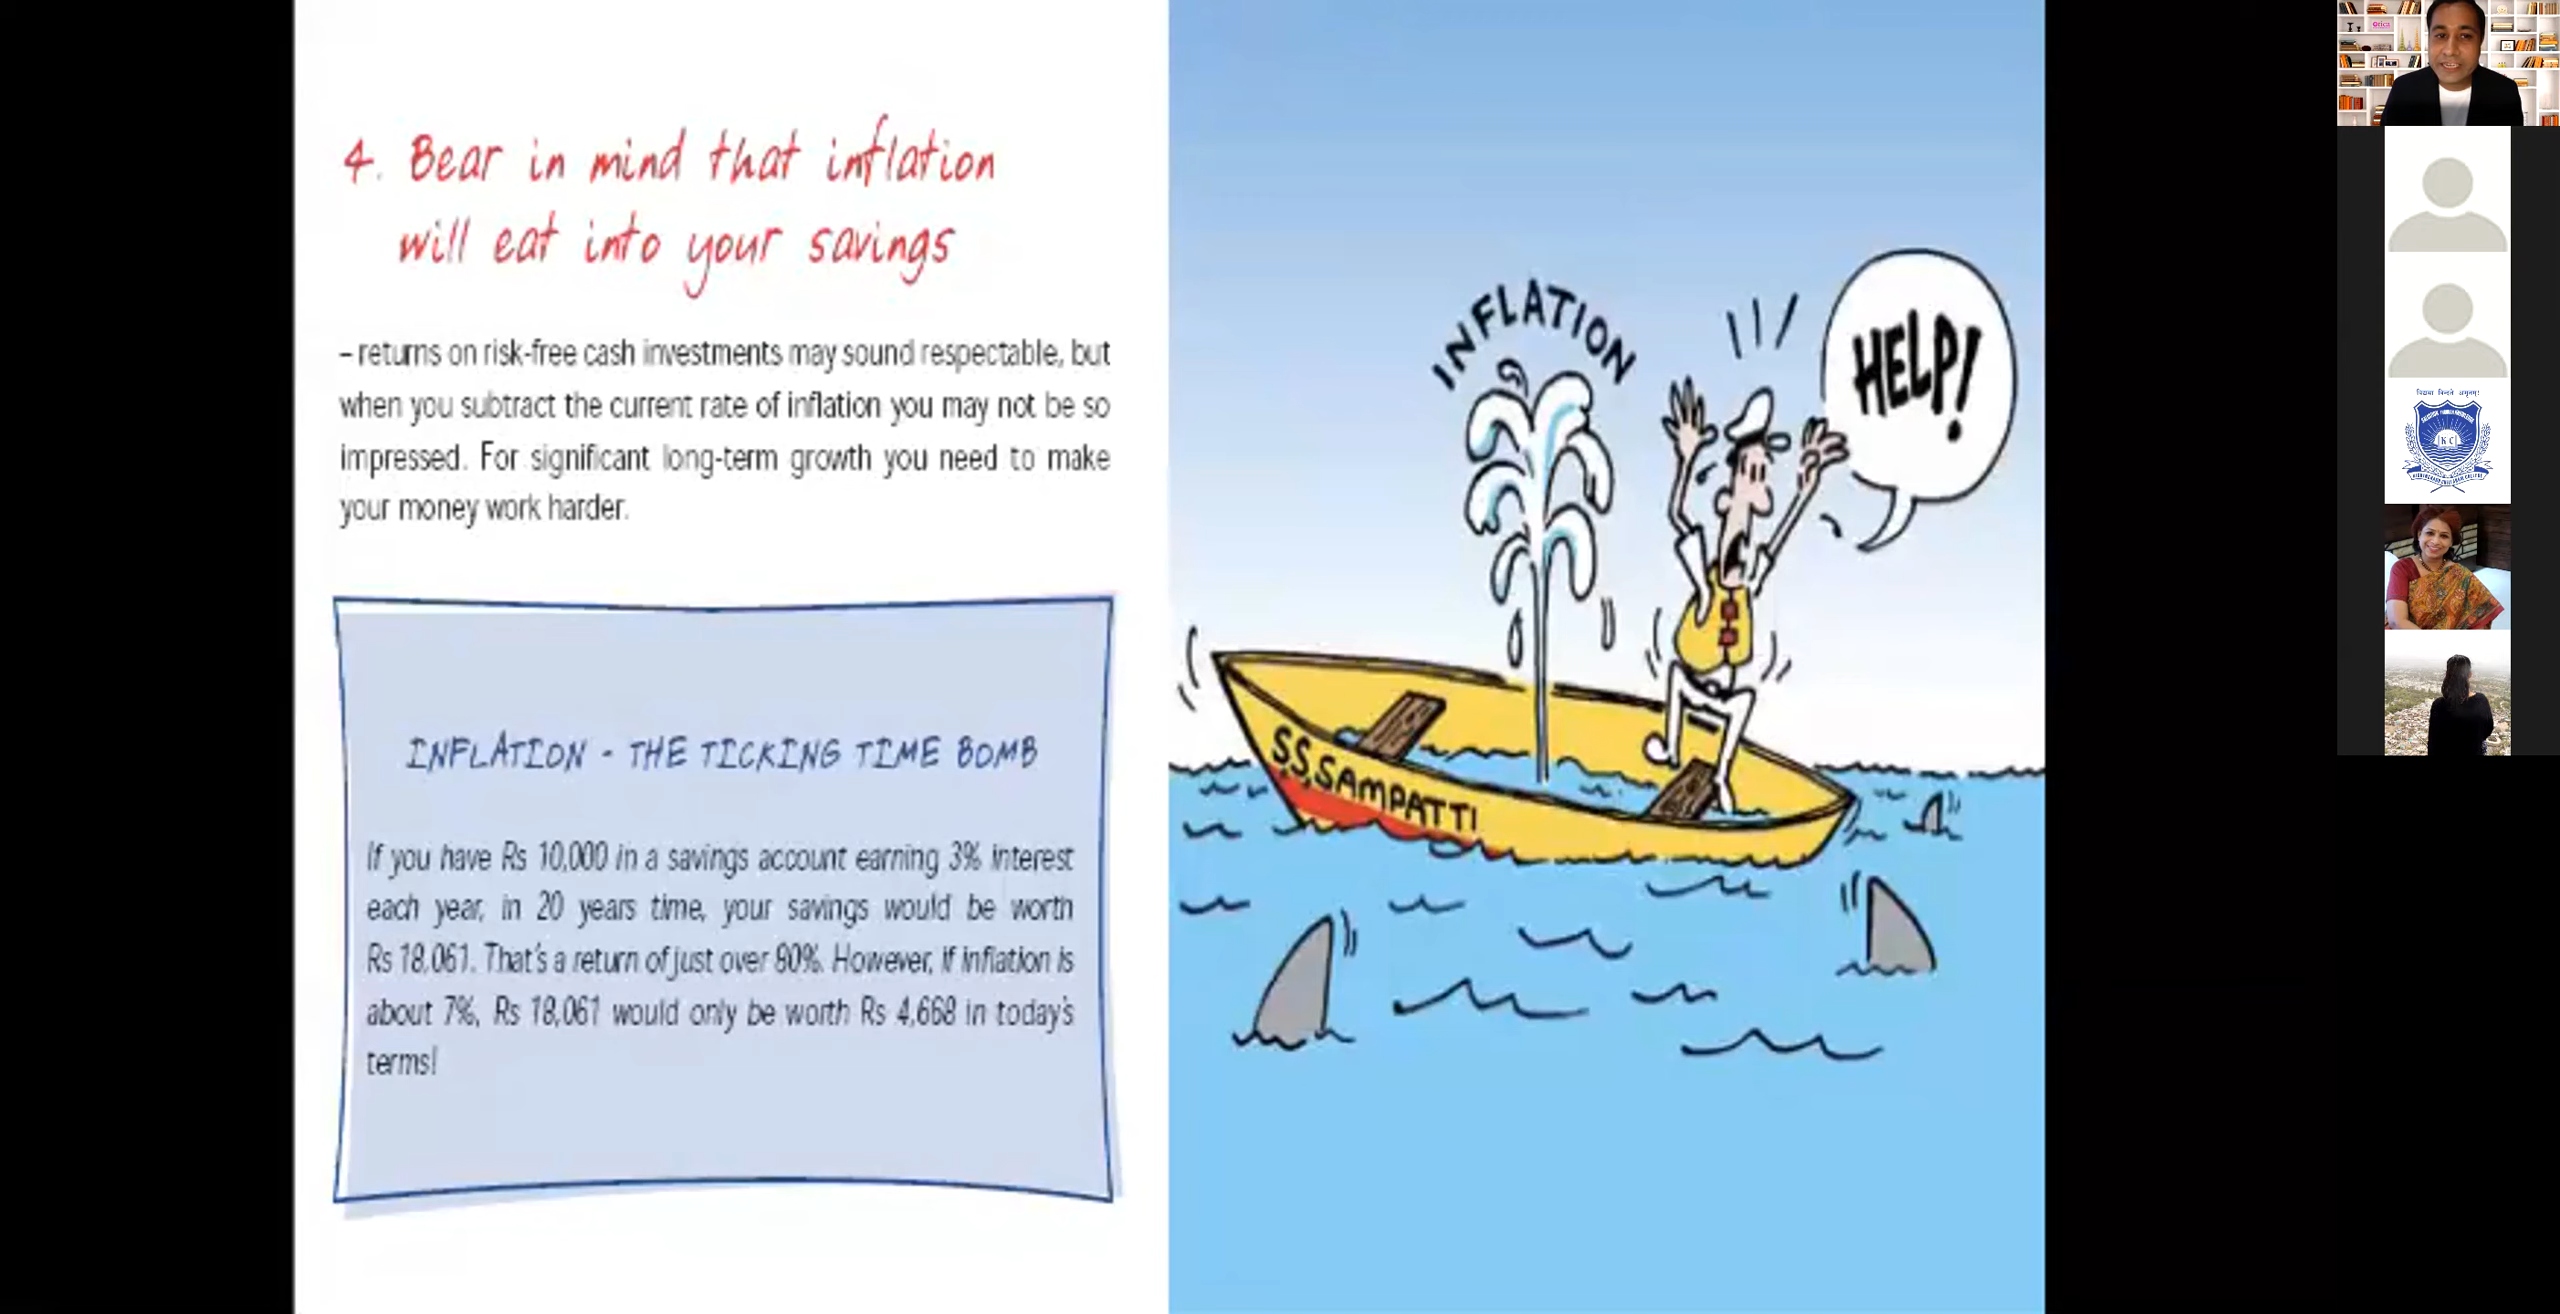 4. Bear in mind that inflation
will eat into your savings
– returns on risk-free cash investments may sound respectable, but
when you subtract the current rate of inflation you may not be so
impressed. For significant long-term growth you need to make
your money work harder.
INFLATION - THE TICKING TIME BOMB
If you have Rs 10,000 in a savings account earning 3% interest
each year, in 20 years time, your savings would be worth
Rs 18,061. That's a return of just over 80%. However, if inflation is
about 7%, Rs 18,061 would only be worth Rs 4,668 in today's
terms!
INFLATION
HELP!
S.S.SAMPATTI
विद्यया विन्दते अमृतम्!
KC